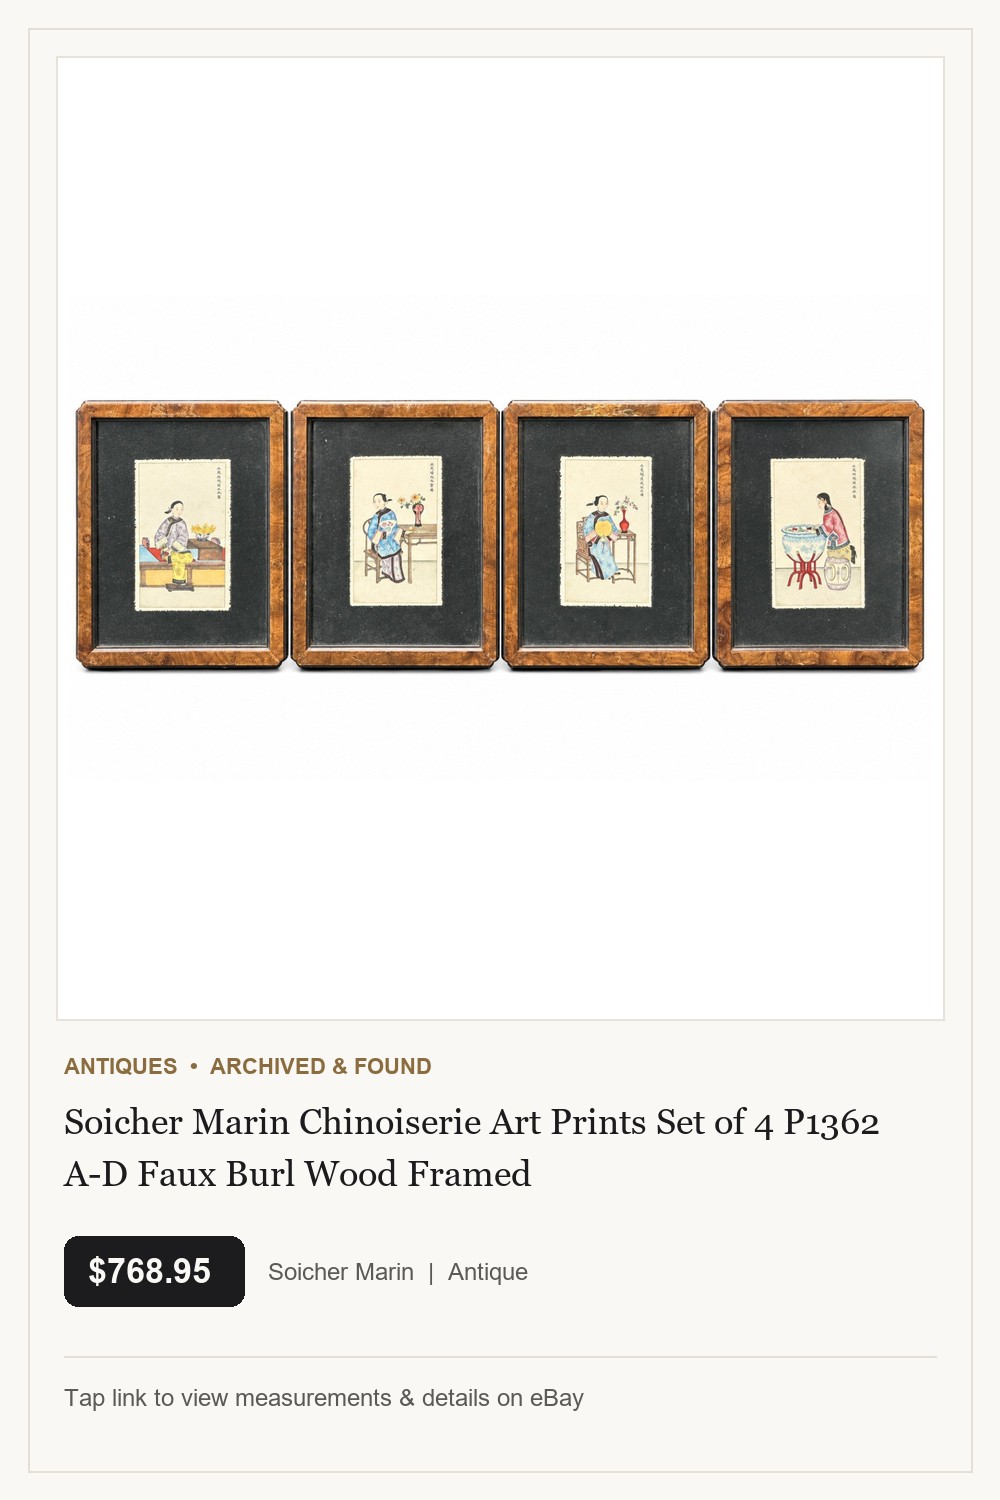 ANTIQUES • ARCHIVED & FOUND
Soicher Marin Chinoiserie Art Prints Set of 4 P1362
A-D Faux Burl Wood Framed
$768.95
Soicher Marin | Antique
Tap link to view measurements & details on eBay